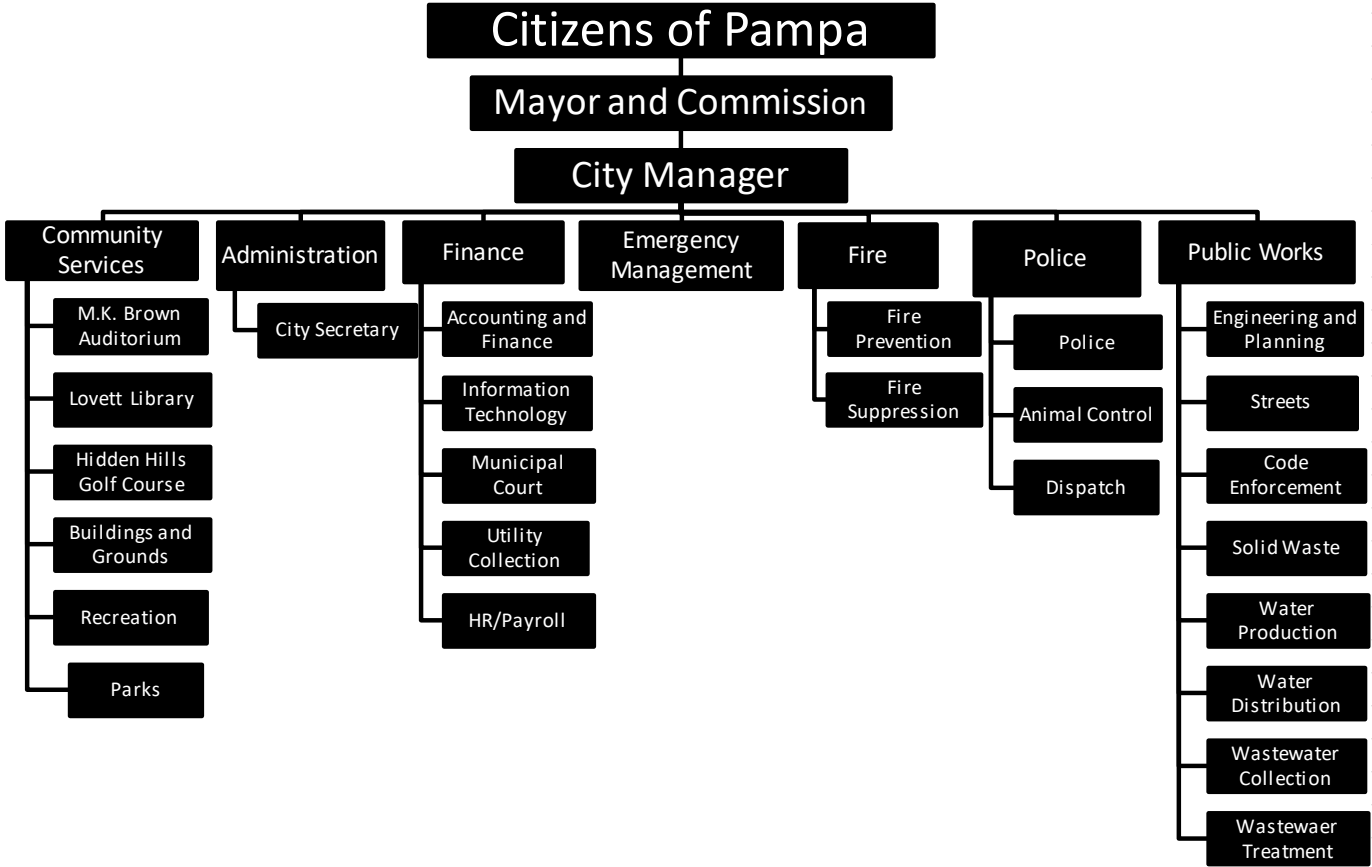 Citizens of Pampa
Mayor and Commission
City Manager
Community
Services
Administration
Finance
Emergency
Management
Fire
Police
Public Works
M.K. Brown
Auditorium
Lovett Library
Hidden Hills
Golf Course
Buildings and
Grounds
Recreation
Parks
City Secretary
Accounting and
Finance
Information
Technology
Municipal
Court
Utility
Collection
HR/Payroll
Fire
Prevention
Fire
Suppression
Police
Animal Control
Dispatch
Engineering and
Planning
Streets
Code
Enforcement
Solid Waste
Water
Production
Water
Distribution
Wastewater
Collection
Wastewaer
Treatment